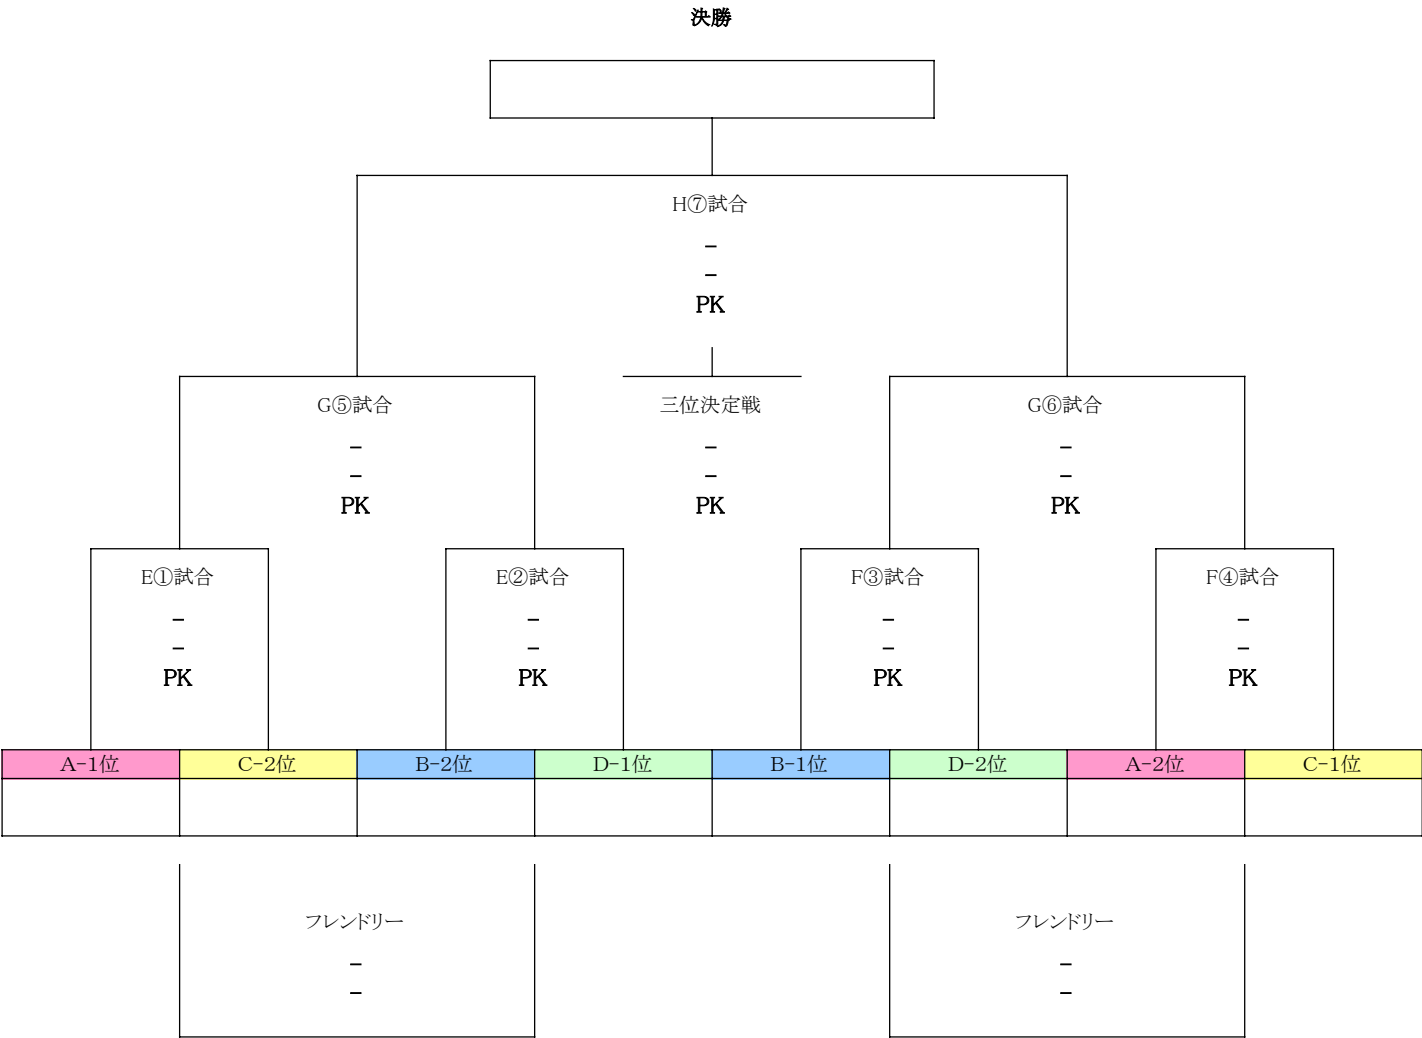 決勝
H⑦試合
－
－
PK
G⑤試合 三位決定戦 G⑥試合
－ － －
－ － －
PK PK PK
E①試合 E②試合 F③試合 F④試合
－ － － －
－ － － －
PK PK PK PK
A-1位 C-2位 B-2位 D-1位 B-1位 D-2位 A-2位 C-1位
フレンドリー フレンドリー
－ －
－ －